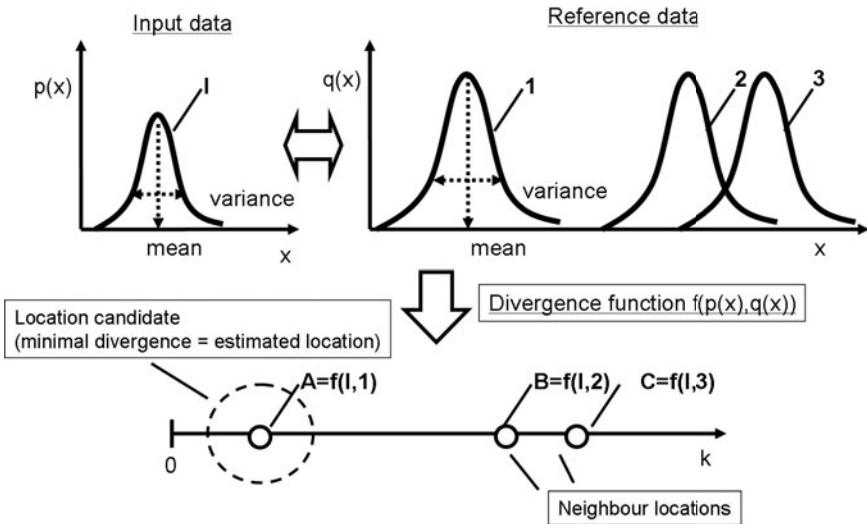 Input data
Reference data
p(x)
I
q(x)
1
2
3
variance
variance
mean
x
mean
x
Divergence function f(p(x),q(x))
Location candidate
(minimal divergence = estimated location)
A=f(I,1)
B=f(I,2)
C=f(I,3)
0
k
Neighbour locations